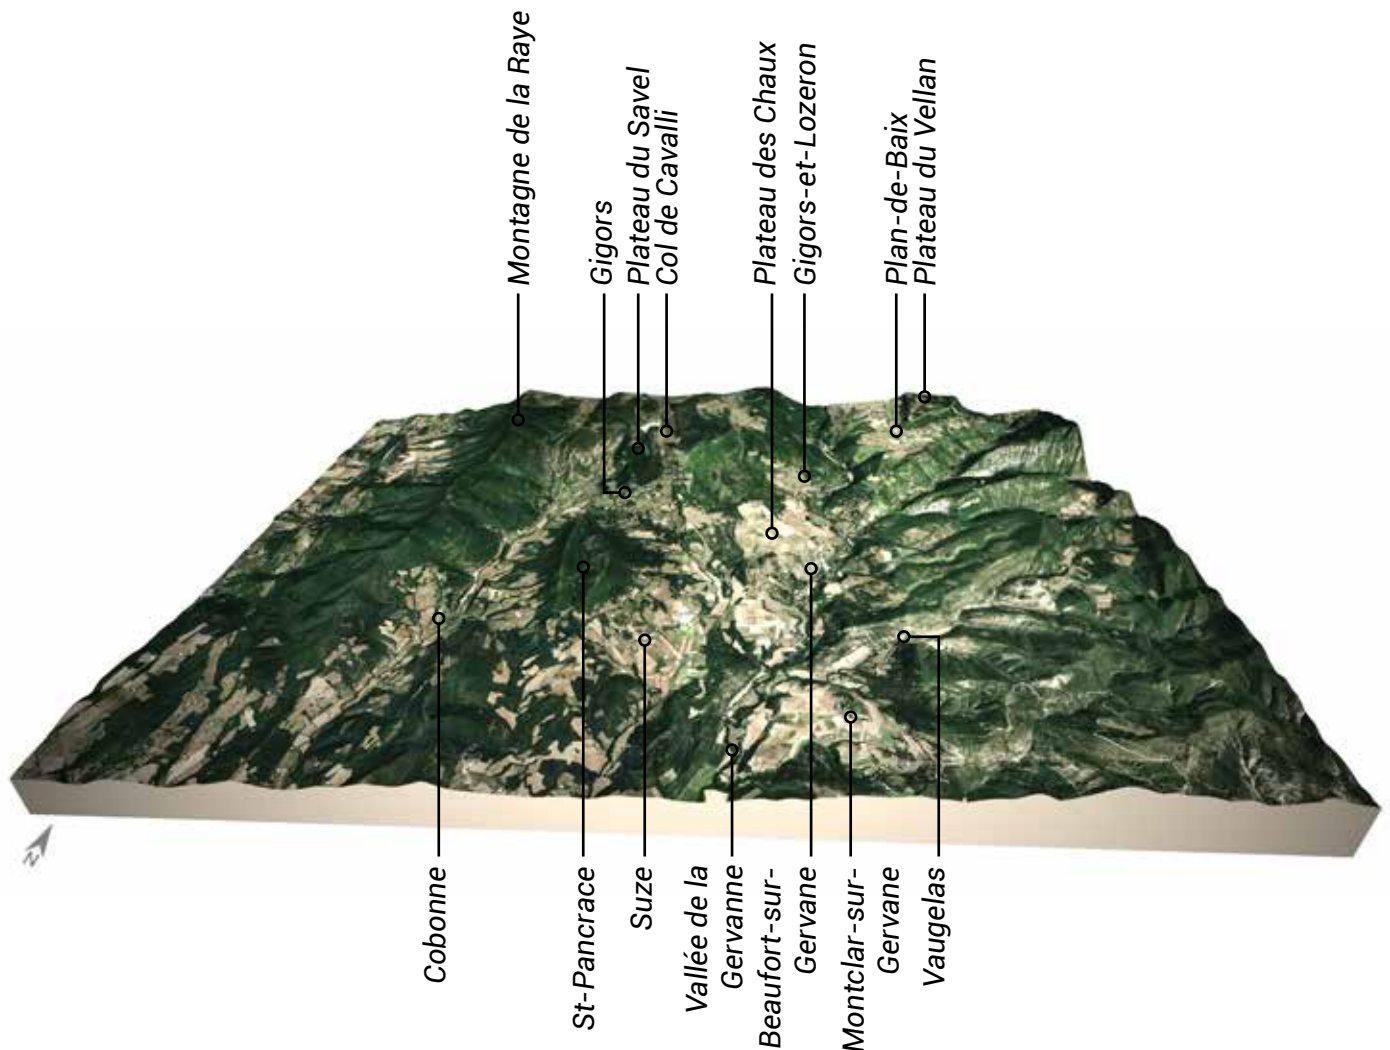 Montagne de la Raye
Gigors
Plateau du Savel
Col de Cavalli
Plateau des Chaux
Gigors-et-Lozeron
Plan-de-Baix
Plateau du Vellan
N
Cobonne
St-Pancrace
Suze
Vallée de la
Gervanne
Beaufort-sur-
Gervane
Montclar-sur-
Gervane
Vaugelas